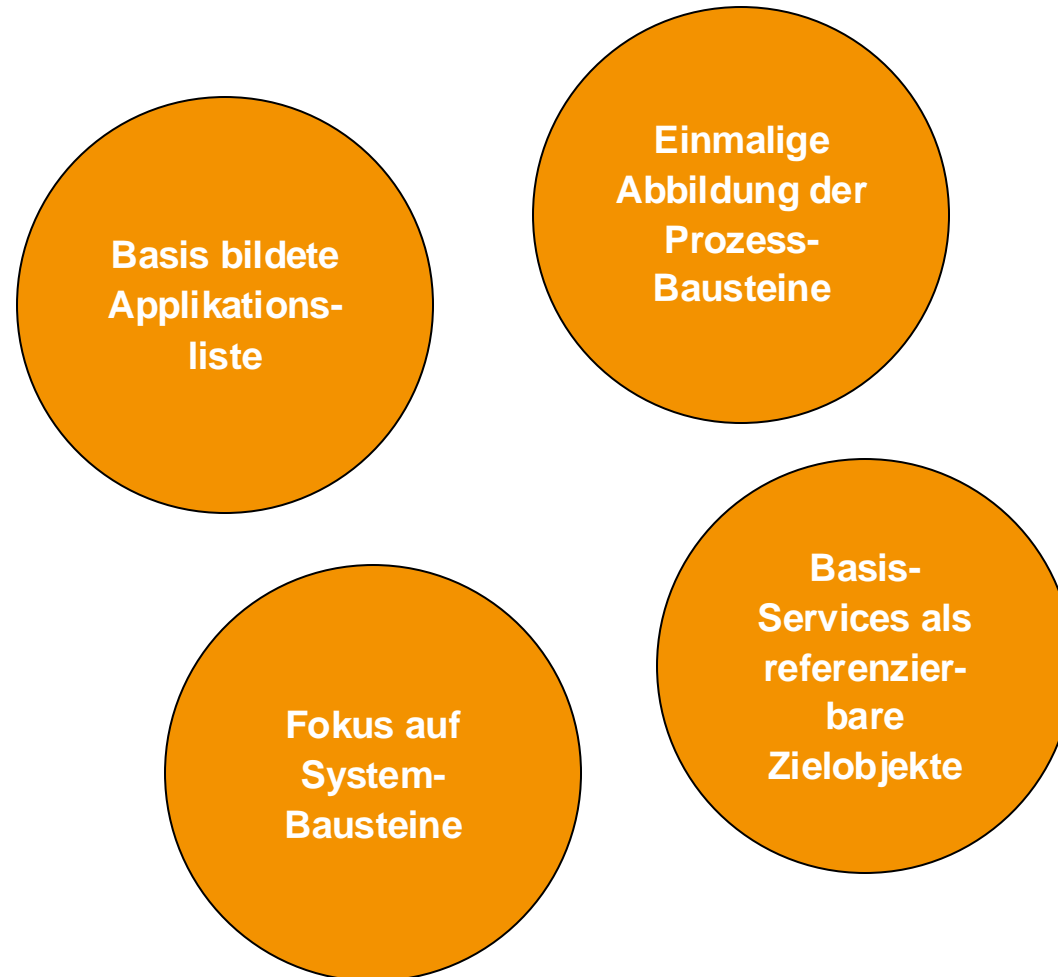 Basis bildete
Applikations-
liste
Einmalige
Abbildung der
Prozess-
Bausteine
Fokus auf
System-
Bausteine
Basis-
Services als
referenzier-
bare
Zielobjekte